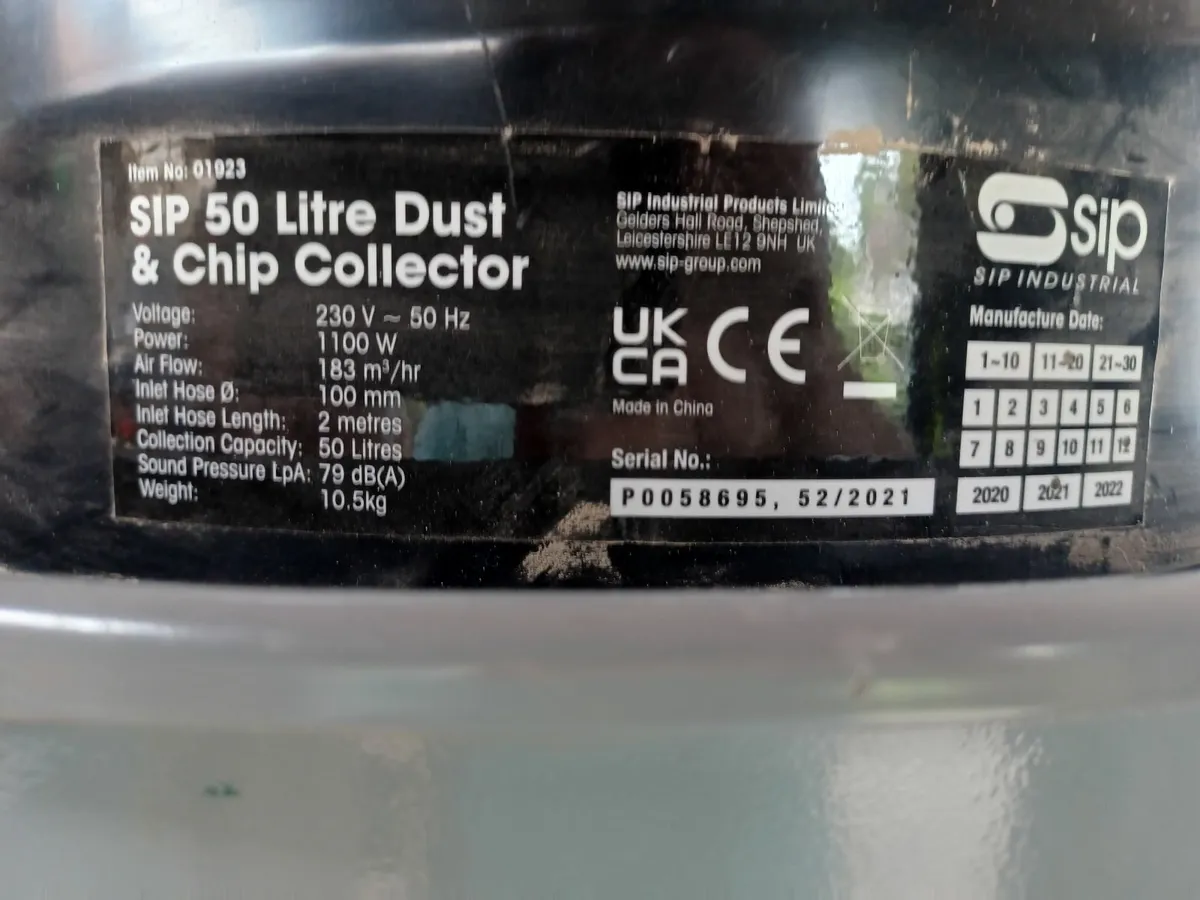 Item No: 01923
SIP 50 Litre Dust
& Chip Collector
Voltage: 230 V ~ 50 Hz
Power: 1100 W
Air Flow: 183 m³/hr
Inlet Hose Ø: 100 mm
Inlet Hose Length: 2 metres
Collection Capacity: 50 Litres
Sound Pressure LpA: 79 dB(A)
Weight: 10.5kg
SIP Industrial Products
Gelders Hall Road, Shepshed,
Leicestershire LE12 9NH UK
www.sip-group.com
UK
CA CE
Made in China
Serial No.:
P0058695, 52/2021
sip
SIP INDUSTRIAL
Manufacture Date:
1~10 11~20 21~30
1 2 3 4 5 6
7 8 9 10 11 12
2020 2021 2022